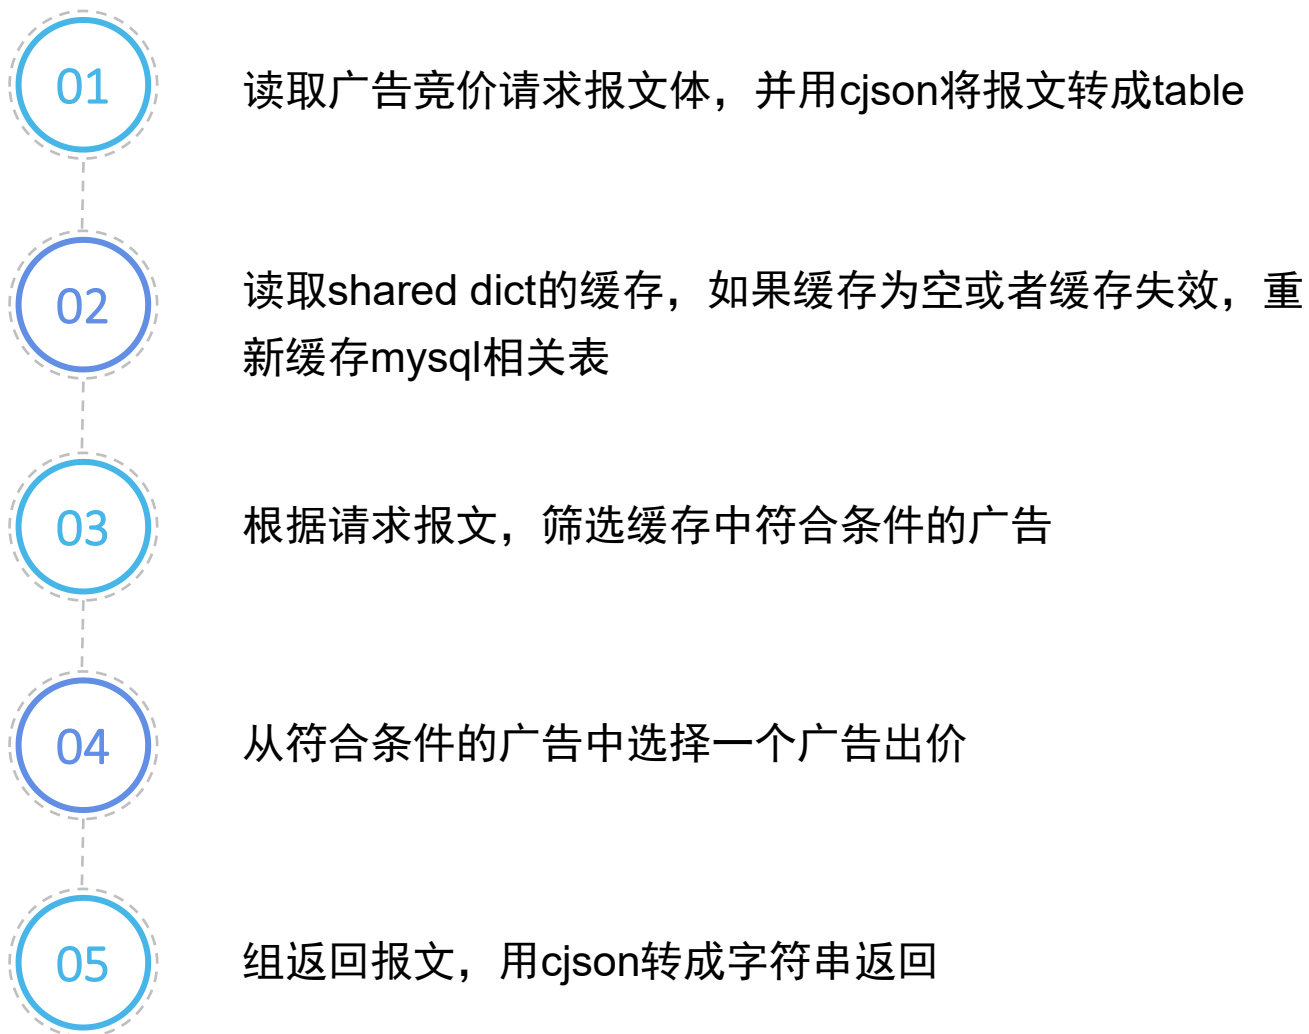 01
读取广告竞价请求报文体，并用cjson将报文转成table
02
读取shared dict的缓存，如果缓存为空或者缓存失效，重
新缓存mysql相关表
03
根据请求报文，筛选缓存中符合条件的广告
04
从符合条件的广告中选择一个广告出价
05
组返回报文，用cjson转成字符串返回